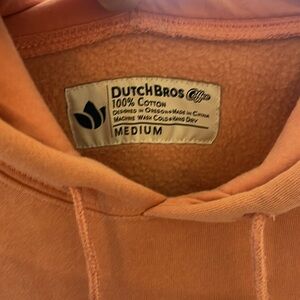 DUTCH BROS Coffee
100% COTTON
DESIGNED IN OREGON • MADE IN CHINA
MACHINE WASH COLD • HANG DRY
MEDIUM